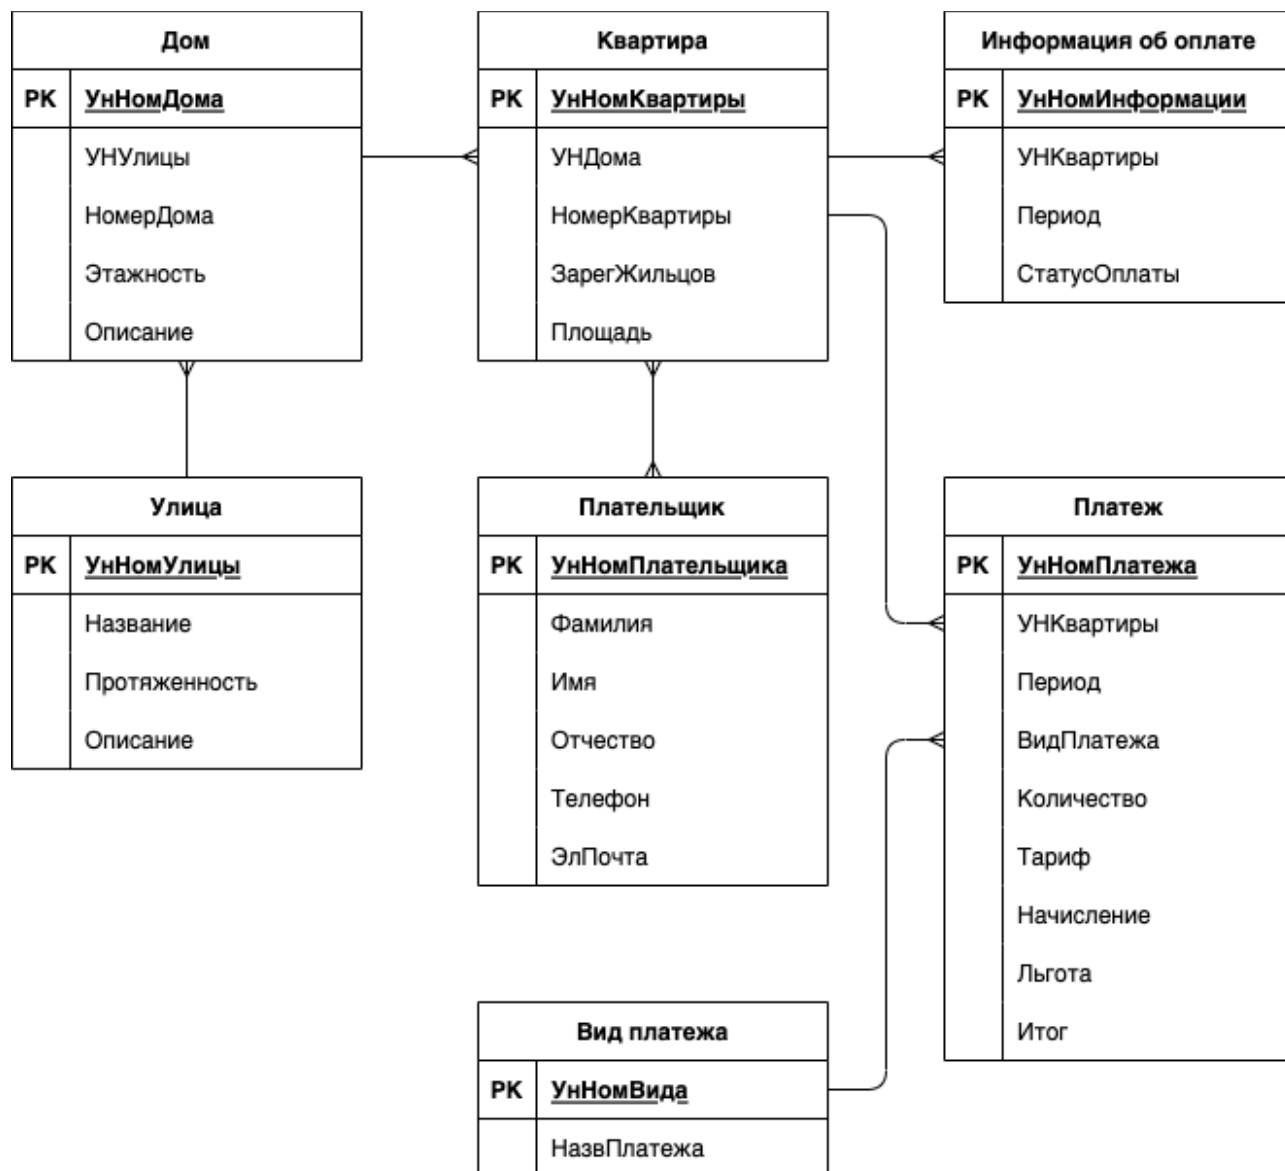 Дом
PK УнНомДома
УНУлицы
НомерДома
Этажность
Описание
Квартира
PK УнНомКвартиры
УНДома
НомерКвартиры
ЗарегЖильцов
Площадь
Информация об оплате
PK УнНомИнформации
УНКвартиры
Период
СтатусОплаты
Улица
PK УнНомУлицы
Название
Протяженность
Описание
Плательщик
PK УнНомПлательщика
Фамилия
Имя
Отчество
Телефон
ЭлПочта
Платеж
PK УнНомПлатежа
УНКвартиры
Период
ВидПлатежа
Количество
Тариф
Начисление
Льгота
Итог
Вид платежа
PK УнНомВида
НазвПлатежа